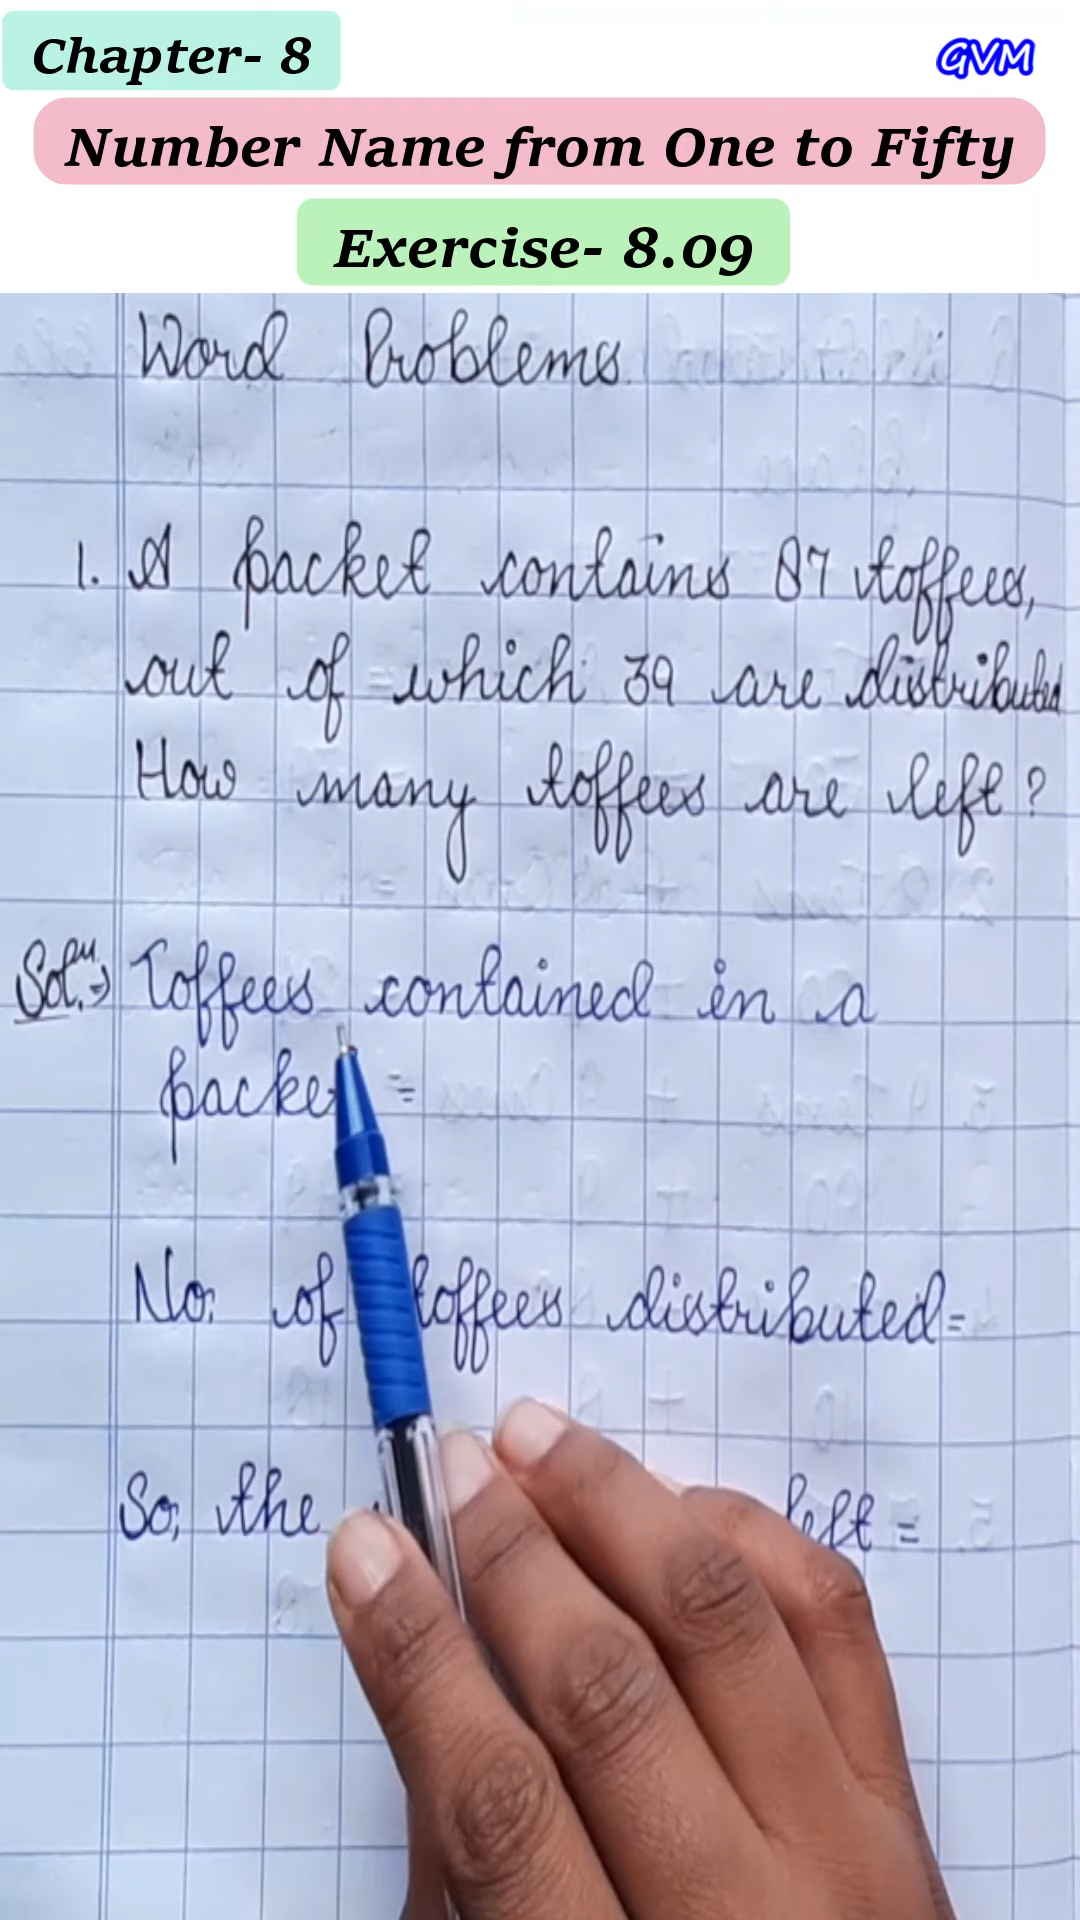 Chapter- 8
GVM
Number Name from One to Fifty
Exercise- 8.09
Word Problems.
1. A packet contains 87 toffees,
out of which 39 are distributed
How many toffees are left?
Solⁿ.⇒ Toffees contained in a
packet =
No. of toffees distributed =
So, the left =